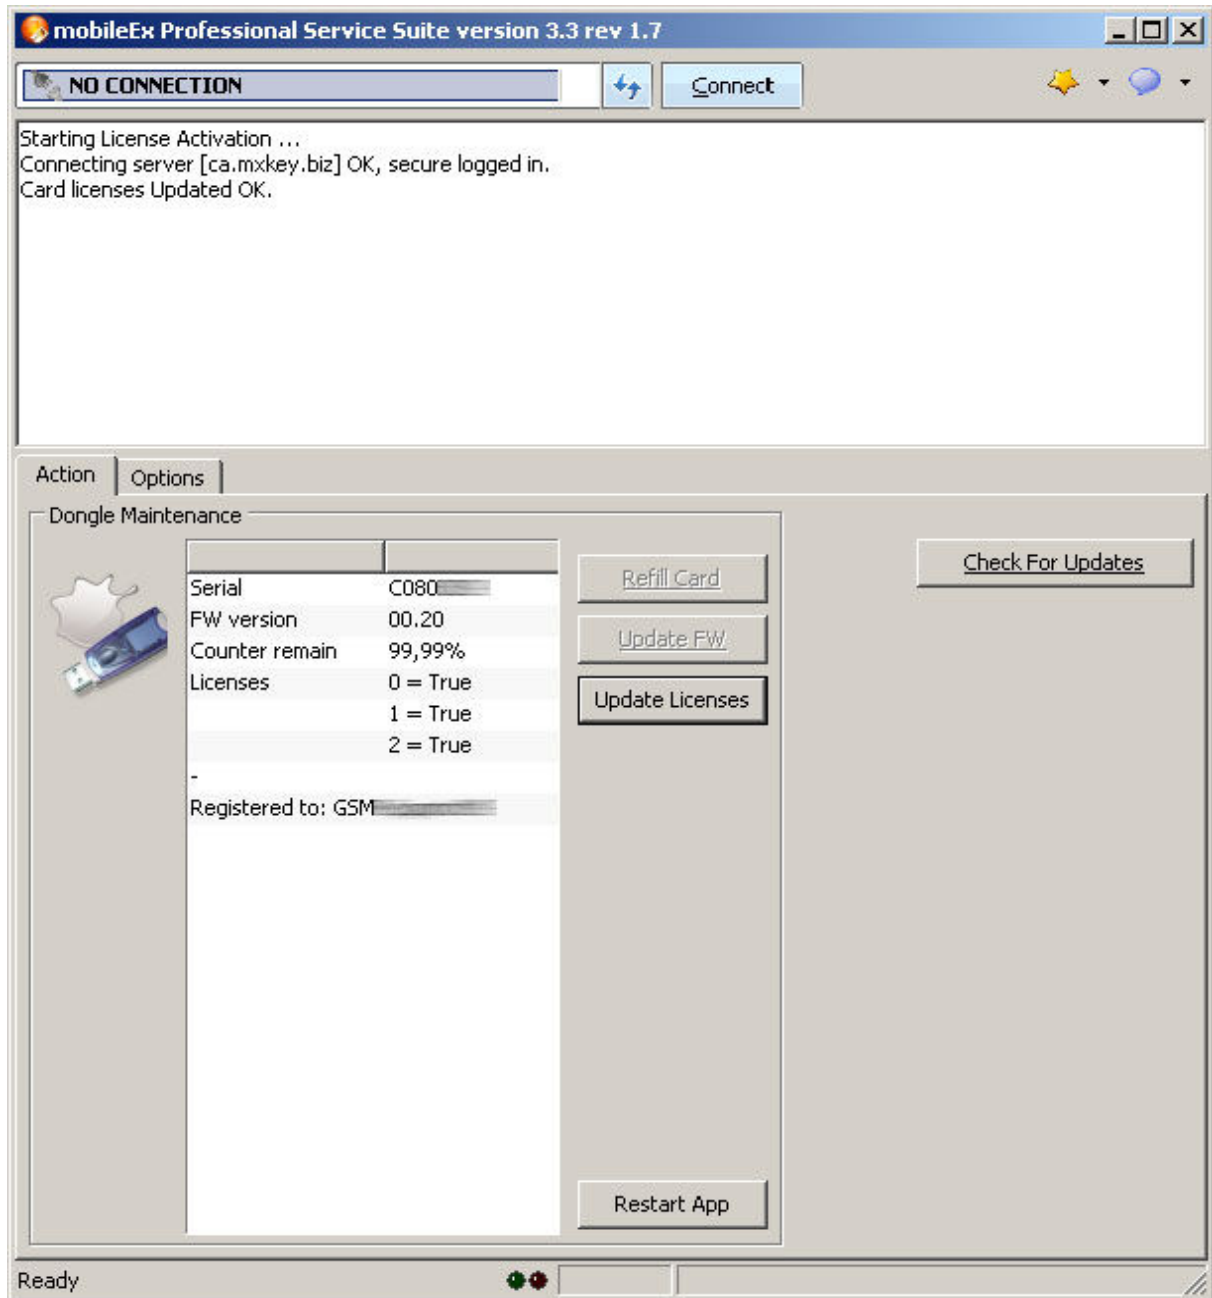 mobileEx Professional Service Suite version 3.3 rev 1.7
NO CONNECTION
Connect
Starting License Activation ...
Connecting server [ca.mxkey.biz] OK, secure logged in.
Card licenses Updated OK.
Action Options
Dongle Maintenance
Check For Updates
Refill Card
Serial C080
FW version 00.20
Update FW
Counter remain 99,99%
Licenses 0 = True
Update Licenses
1 = True
2 = True
-
Registered to: GSM
Restart App
Ready